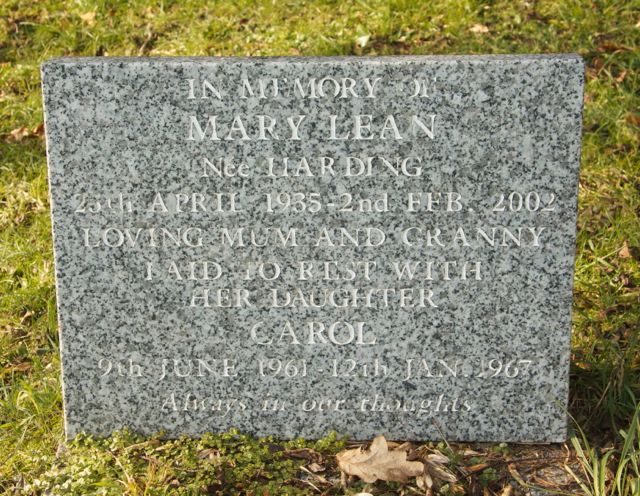 IN MEMORY OF
MARY LEAN
Née HARDING
25th APRIL 1935-2nd FEB. 2002
LOVING MUM AND GRANNY
LAID TO REST WITH
HER DAUGHTER
CAROL
9th JUNE 1961-12th JAN. 1967
Always in our thoughts